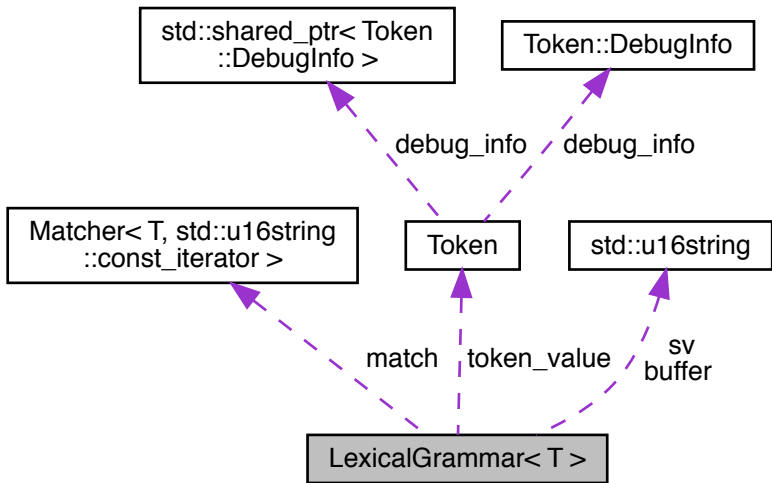 std::shared_ptr< Token
::DebugInfo >
Token::DebugInfo
debug_info
debug_info
Matcher< T, std::u16string
::const_iterator >
Token
std::u16string
match
token_value
sv
buffer
LexicalGrammar< T >